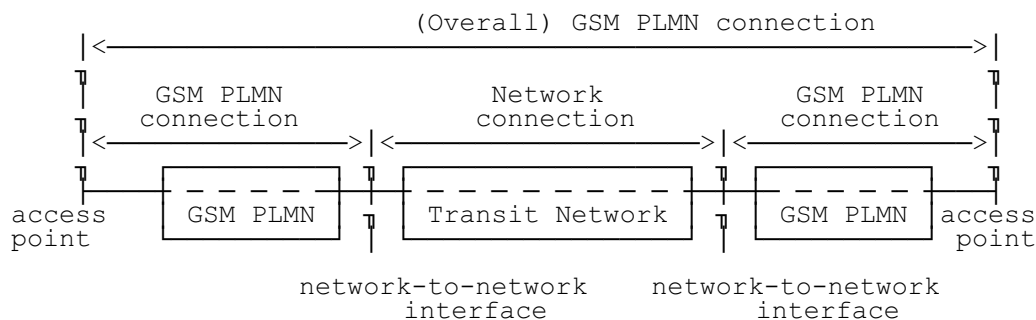 (Overall) GSM PLMN connection
GSM PLMN connection
Network connection
GSM PLMN connection
access point
GSM PLMN
Transit Network
GSM PLMN
access point
network-to-network interface
network-to-network interface